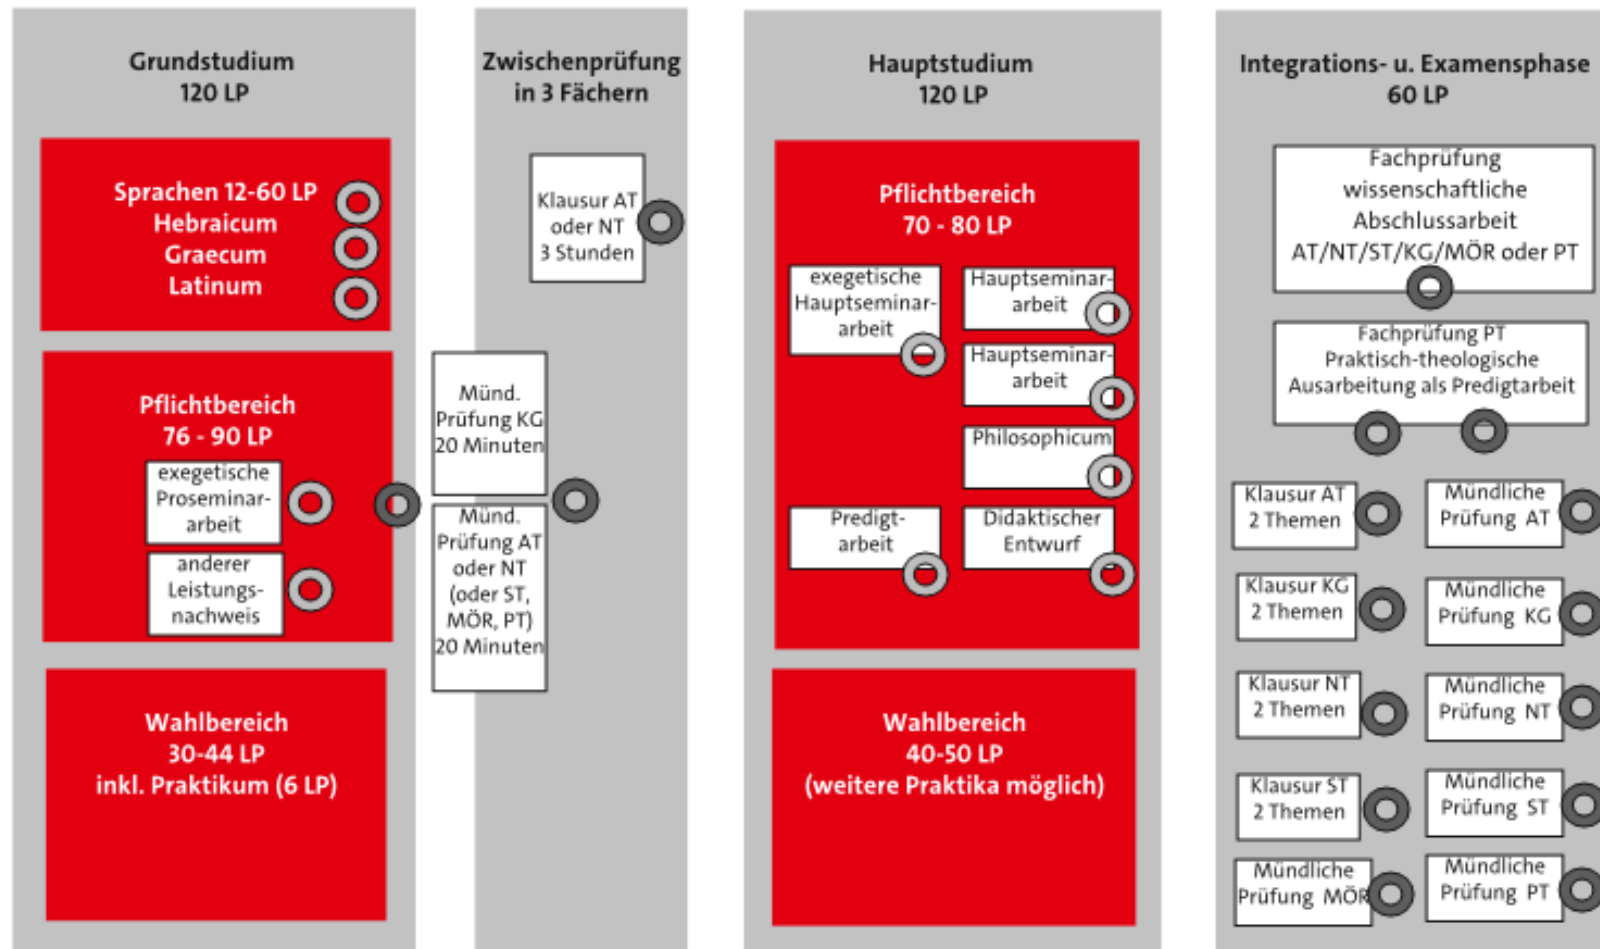 Grundstudium
120 LP
Sprachen 12-60 LP
Hebraicum
Graecum
Latinum
Pflichtbereich
76 - 90 LP
exegetische
Proseminar-
arbeit
anderer
Leistungs-
nachweis
Wahlbereich
30-44 LP
inkl. Praktikum (6 LP)
Zwischenprüfung
in 3 Fächern
Klausur AT
oder NT
3 Stunden
Münd.
Prüfung KG
20 Minuten
Münd.
Prüfung AT
oder NT
(oder ST,
MÖR, PT)
20 Minuten
Hauptstudium
120 LP
Pflichtbereich
70 - 80 LP
exegetische
Hauptseminar-
arbeit
Hauptseminar-
arbeit
Hauptseminar-
arbeit
Philosophicum
Predigt-
arbeit
Didaktischer
Entwurf
Wahlbereich
40-50 LP
(weitere Praktika möglich)
Integrations- u. Examensphase
60 LP
Fachprüfung
wissenschaftliche
Abschlussarbeit
AT/NT/ST/KG/MÖR oder PT
Fachprüfung PT
Praktisch-theologische
Ausarbeitung als Predigtarbeit
Klausur AT
2 Themen
Mündliche
Prüfung AT
Klausur KG
2 Themen
Mündliche
Prüfung KG
Klausur NT
2 Themen
Mündliche
Prüfung NT
Klausur ST
2 Themen
Mündliche
Prüfung ST
Mündliche
Prüfung MÖR
Mündliche
Prüfung PT